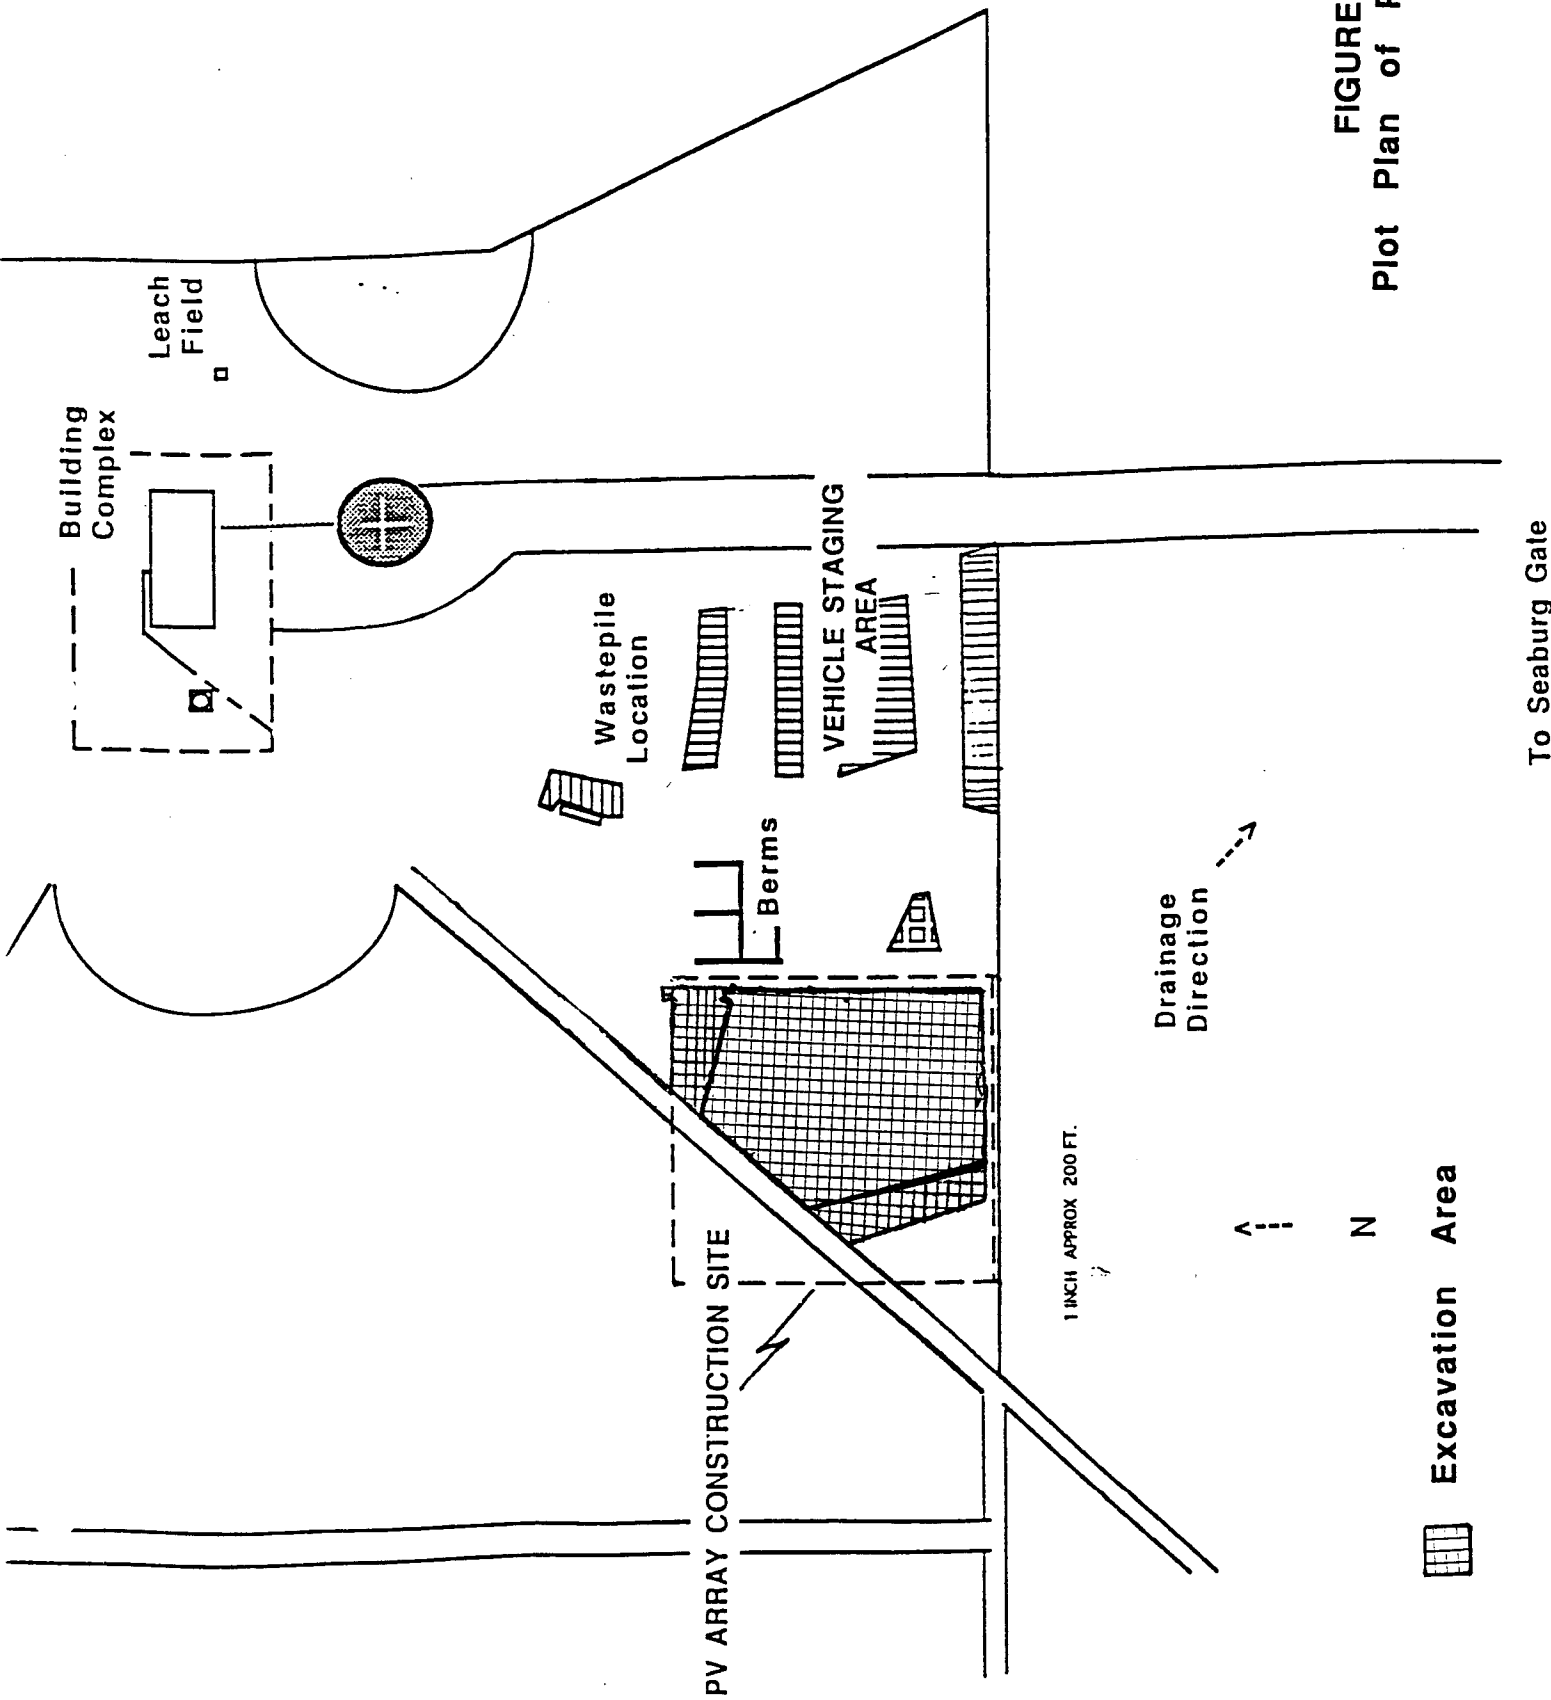 Building
Complex
Leach
Field
Wastepile
Location
VEHICLE STAGING
AREA
Berms
PV ARRAY CONSTRUCTION SITE
Drainage
Direction
1 INCH APPROX 200 FT.
N
Excavation Area
To Seaburg Gate
FIGURE
Plot Plan of